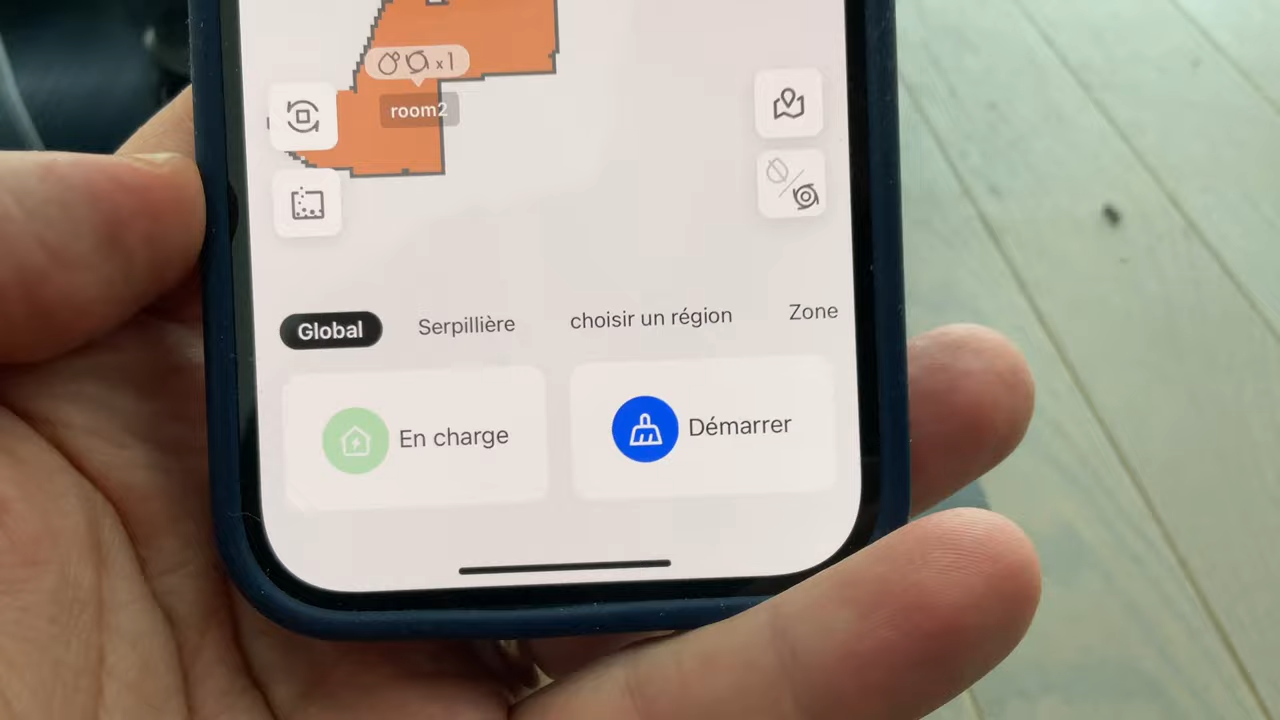 x1
room2
Global
Serpillière
choisir un région
Zone
En charge
Démarrer